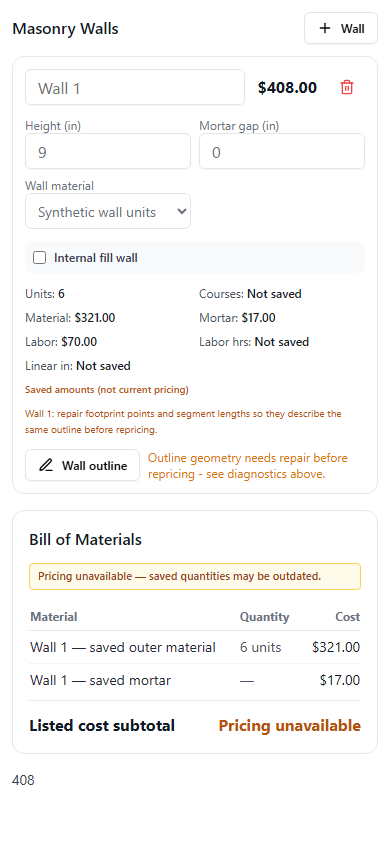 Masonry Walls
+ Wall
Wall 1
$408.00
Height (in)
Mortar gap (in)
9
0
Wall material
Synthetic wall units
Internal fill wall
Units: 6
Courses: Not saved
Material: $321.00
Mortar: $17.00
Labor: $70.00
Labor hrs: Not saved
Linear in: Not saved
Saved amounts (not current pricing)
Wall 1: repair footprint points and segment lengths so they describe the
same outline before repricing.
Wall outline
Outline geometry needs repair before
repricing - see diagnostics above.
Bill of Materials
Pricing unavailable — saved quantities may be outdated.
Material Quantity Cost
Wall 1 — saved outer material 6 units $321.00
Wall 1 — saved mortar — $17.00
Listed cost subtotal Pricing unavailable
408